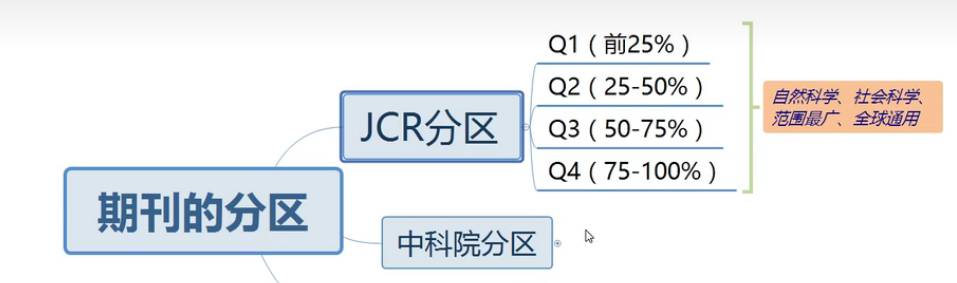 Q1（前25%）
Q2（25-50%）
Q3（50-75%）
Q4（75-100%）
JCR分区
自然科学、社会科学、
范围最广、全球通用
期刊的分区
中科院分区